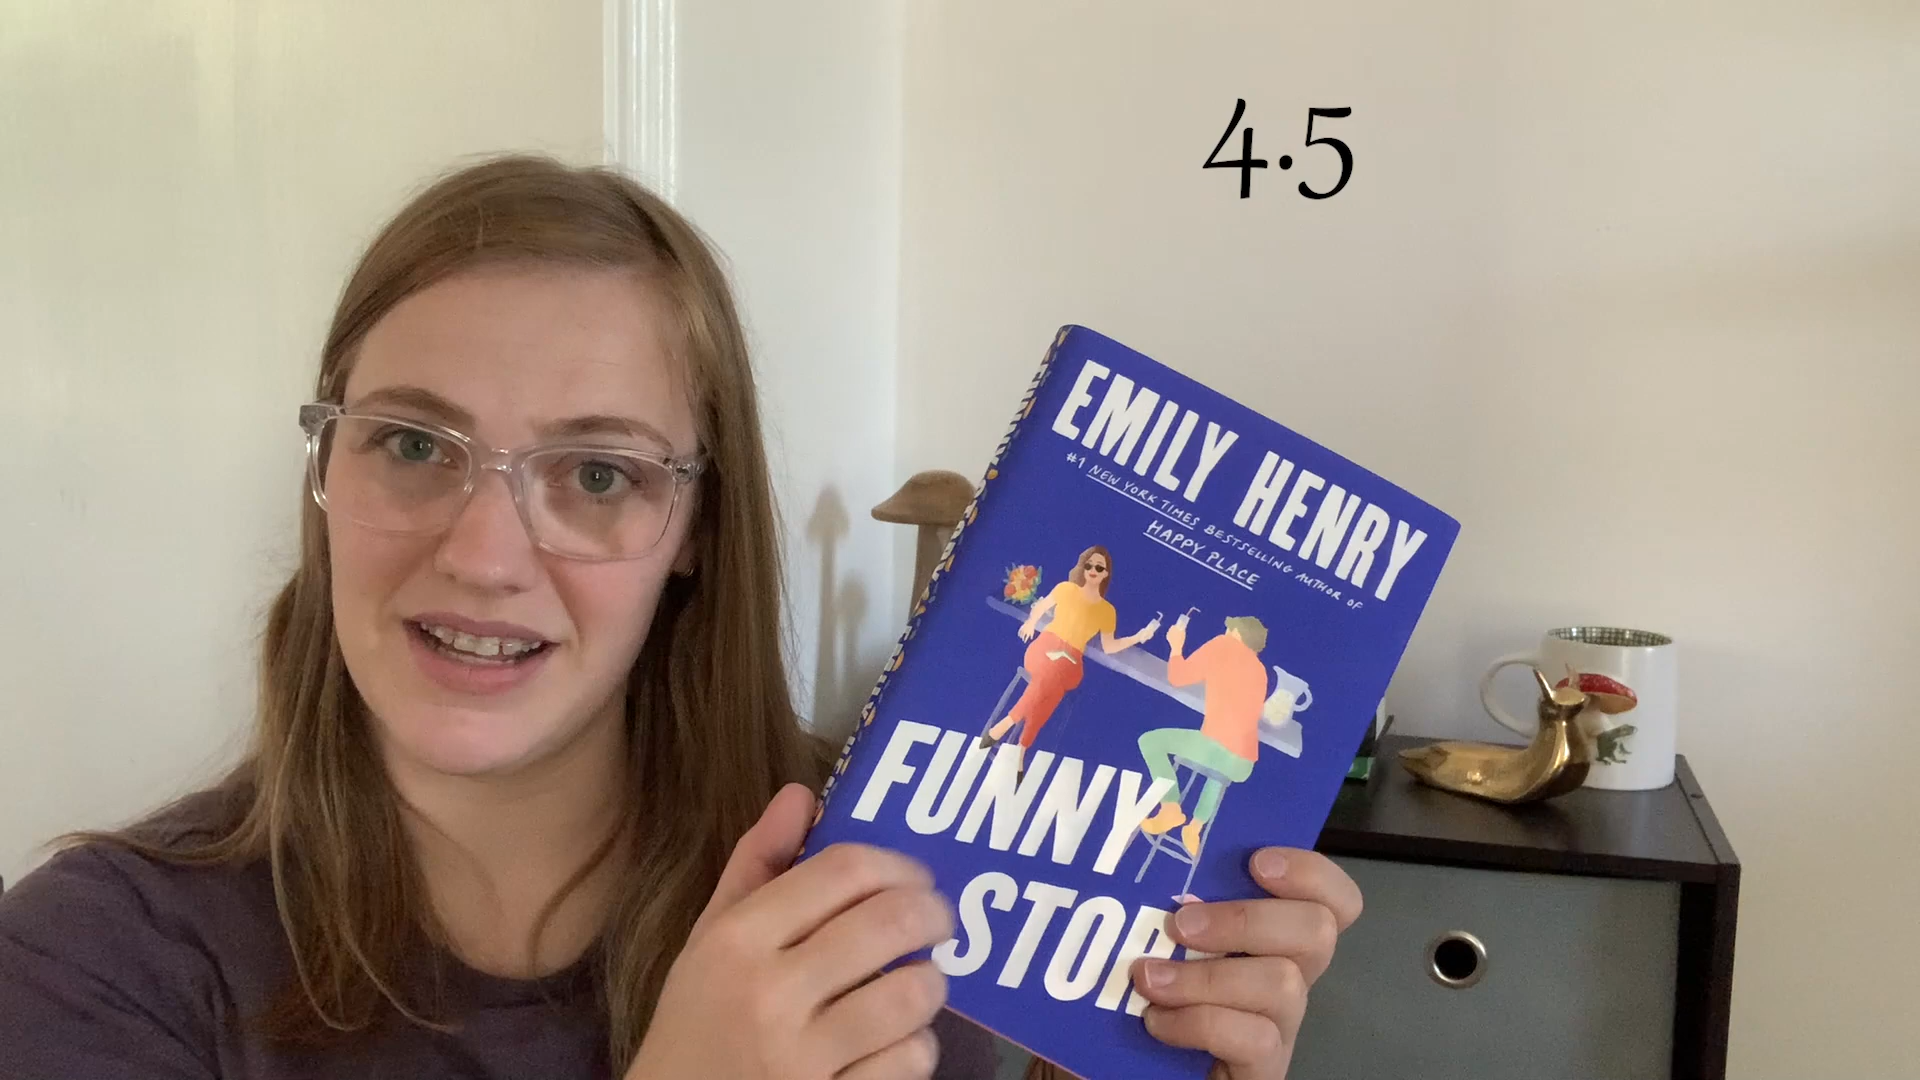 4.5
EMILY HENRY
#1 NEW YORK TIMES BESTSELLING AUTHOR OF
HAPPY PLACE
FUNNY
STOR